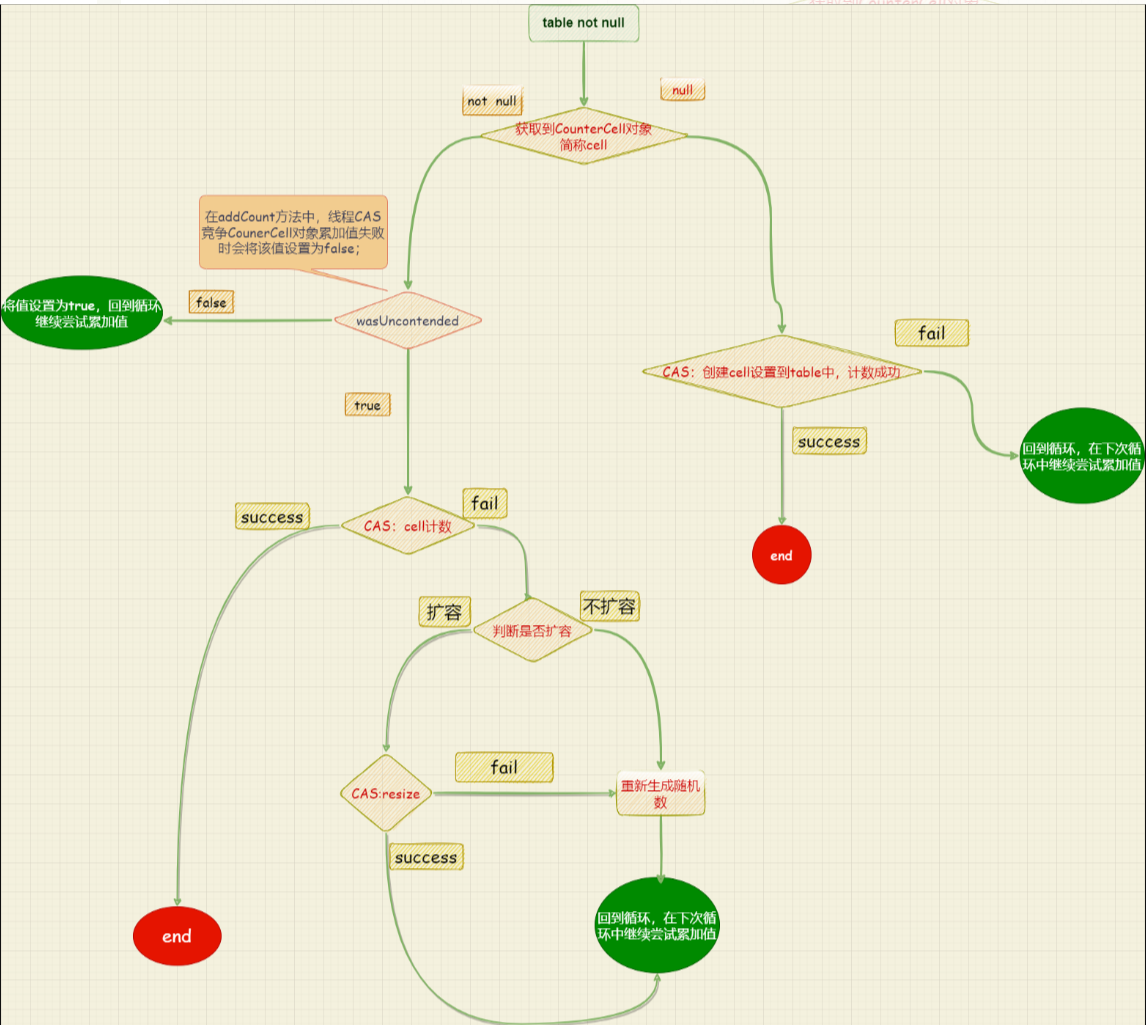 table not null
not null
null
获取到CounterCell对象
简称cell
在addCount方法中，线程CAS
竞争CounerCell对象累加值失败
时会将该值设置为false；
将值设置为true，回到循环
继续尝试累加值
false
wasUncontended
true
fail
CAS：创建cell设置到table中，计数成功
success
回到循环，在下次循
环中继续尝试累加值
end
success
CAS：cell计数
fail
扩容
不扩容
判断是否扩容
CAS:resize
fail
重新生成随机
数
success
回到循环，在下次循
环中继续尝试累加值
end